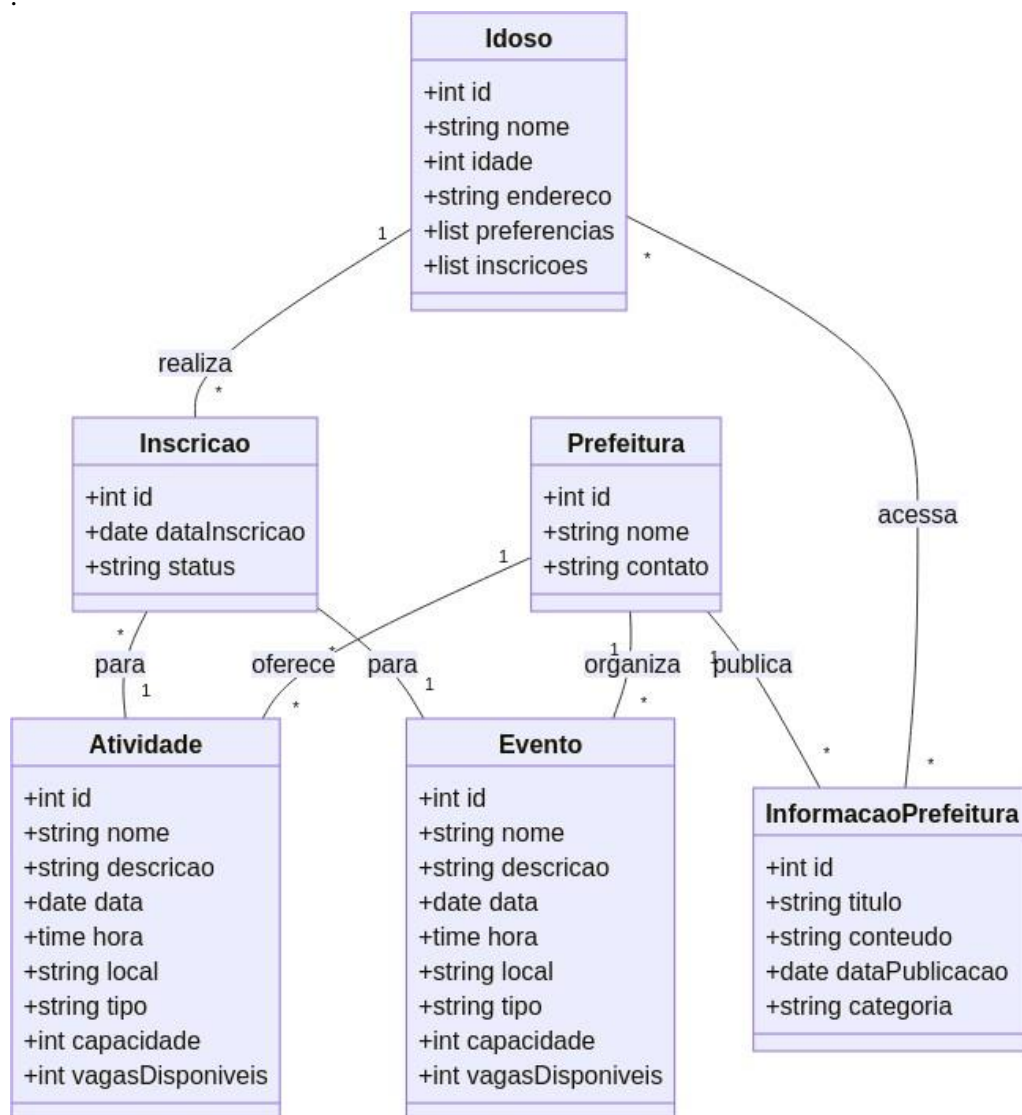 .
Idoso
+int id
+string nome
+int idade
+string endereco
+list preferencias
+list inscricoes
1
*
realiza
*
Inscricao
+int id
+date dataInscricao
+string status
Prefeitura
+int id
+string nome
+string contato
acessa
1
*
para
1
oferece
*
*
para
1
1
organiza
*
1
publica
*
*
Atividade
+int id
+string nome
+string descricao
+date data
+time hora
+string local
+string tipo
+int capacidade
+int vagasDisponiveis
Evento
+int id
+string nome
+string descricao
+date data
+time hora
+string local
+string tipo
+int capacidade
+int vagasDisponiveis
InformacaoPrefeitura
+int id
+string titulo
+string conteudo
+date dataPublicacao
+string categoria